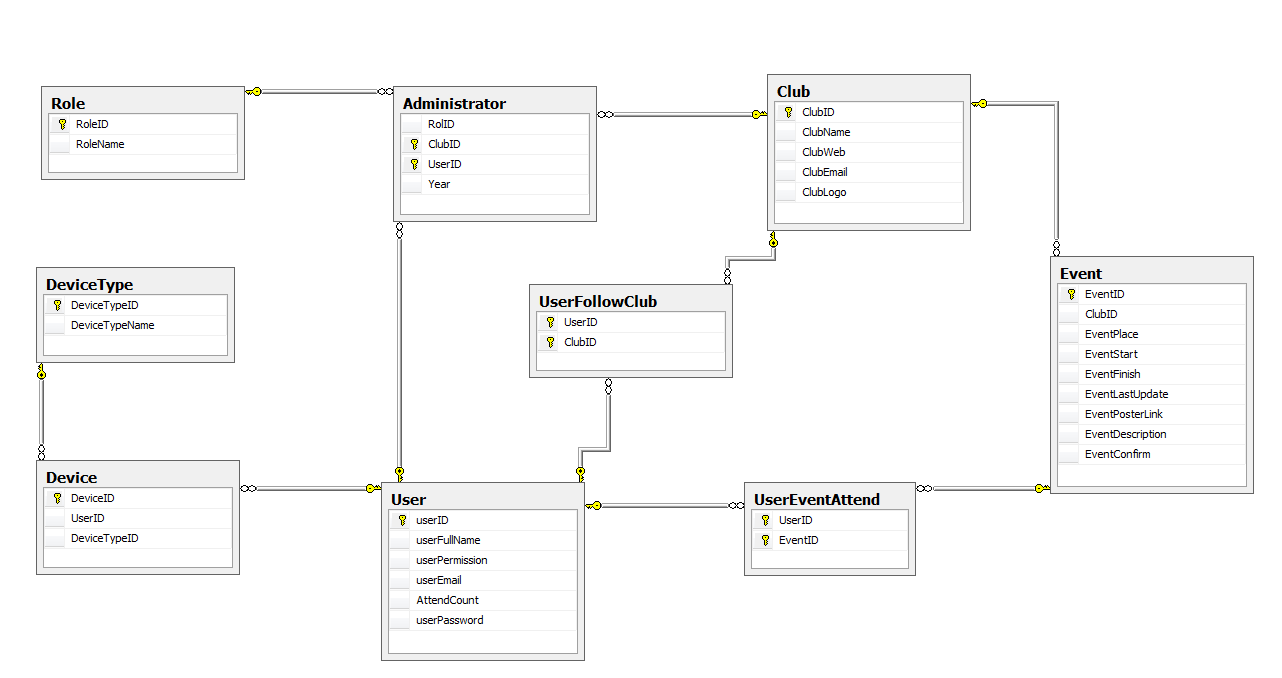 Role
RoleID
RoleName
Administrator
RolID
ClubID
UserID
Year
Club
ClubID
ClubName
ClubWeb
ClubEmail
ClubLogo
DeviceType
DeviceTypeID
DeviceTypeName
UserFollowClub
UserID
ClubID
Event
EventID
ClubID
EventPlace
EventStart
EventFinish
EventLastUpdate
EventPosterLink
EventDescription
EventConfirm
Device
DeviceID
UserID
DeviceTypeID
User
userID
userFullName
userPermission
userEmail
AttendCount
userPassword
UserEventAttend
UserID
EventID